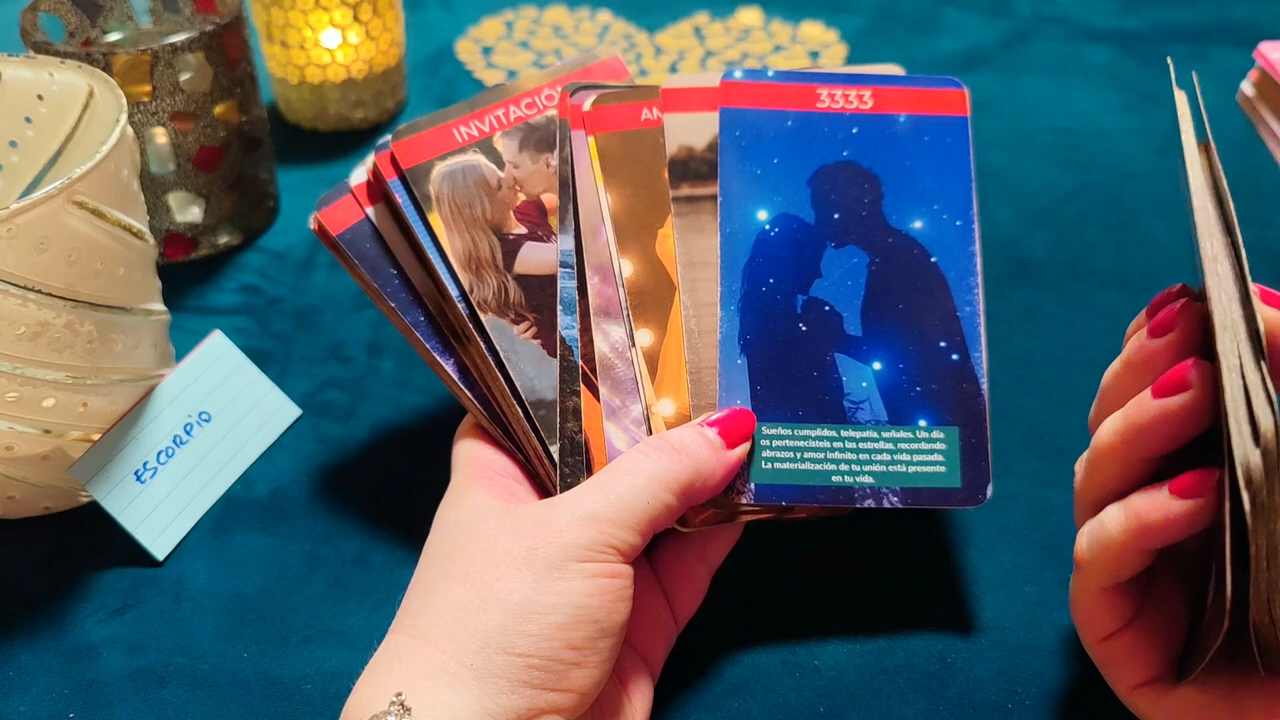 INVITACIÓ
AM
3333
Sueños cumplidos, telepatía, señales. Un día
os pertenecisteis en las estrellas, recordando
abrazos y amor infinito en cada vida pasada.
La materialización de tu unión está presente
en tu vida.
ESCORPIO